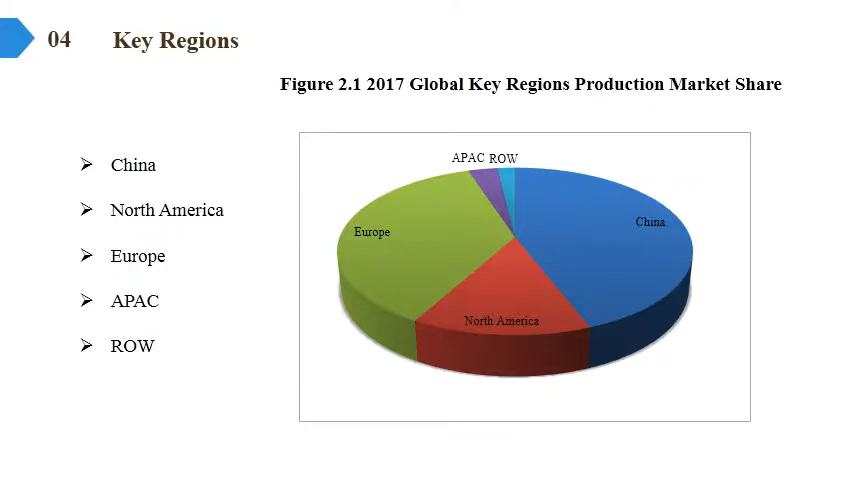 04 Key Regions
Figure 2.1 2017 Global Key Regions Production Market Share
China
North America
Europe
APAC
ROW
APAC ROW
China
Europe
North America